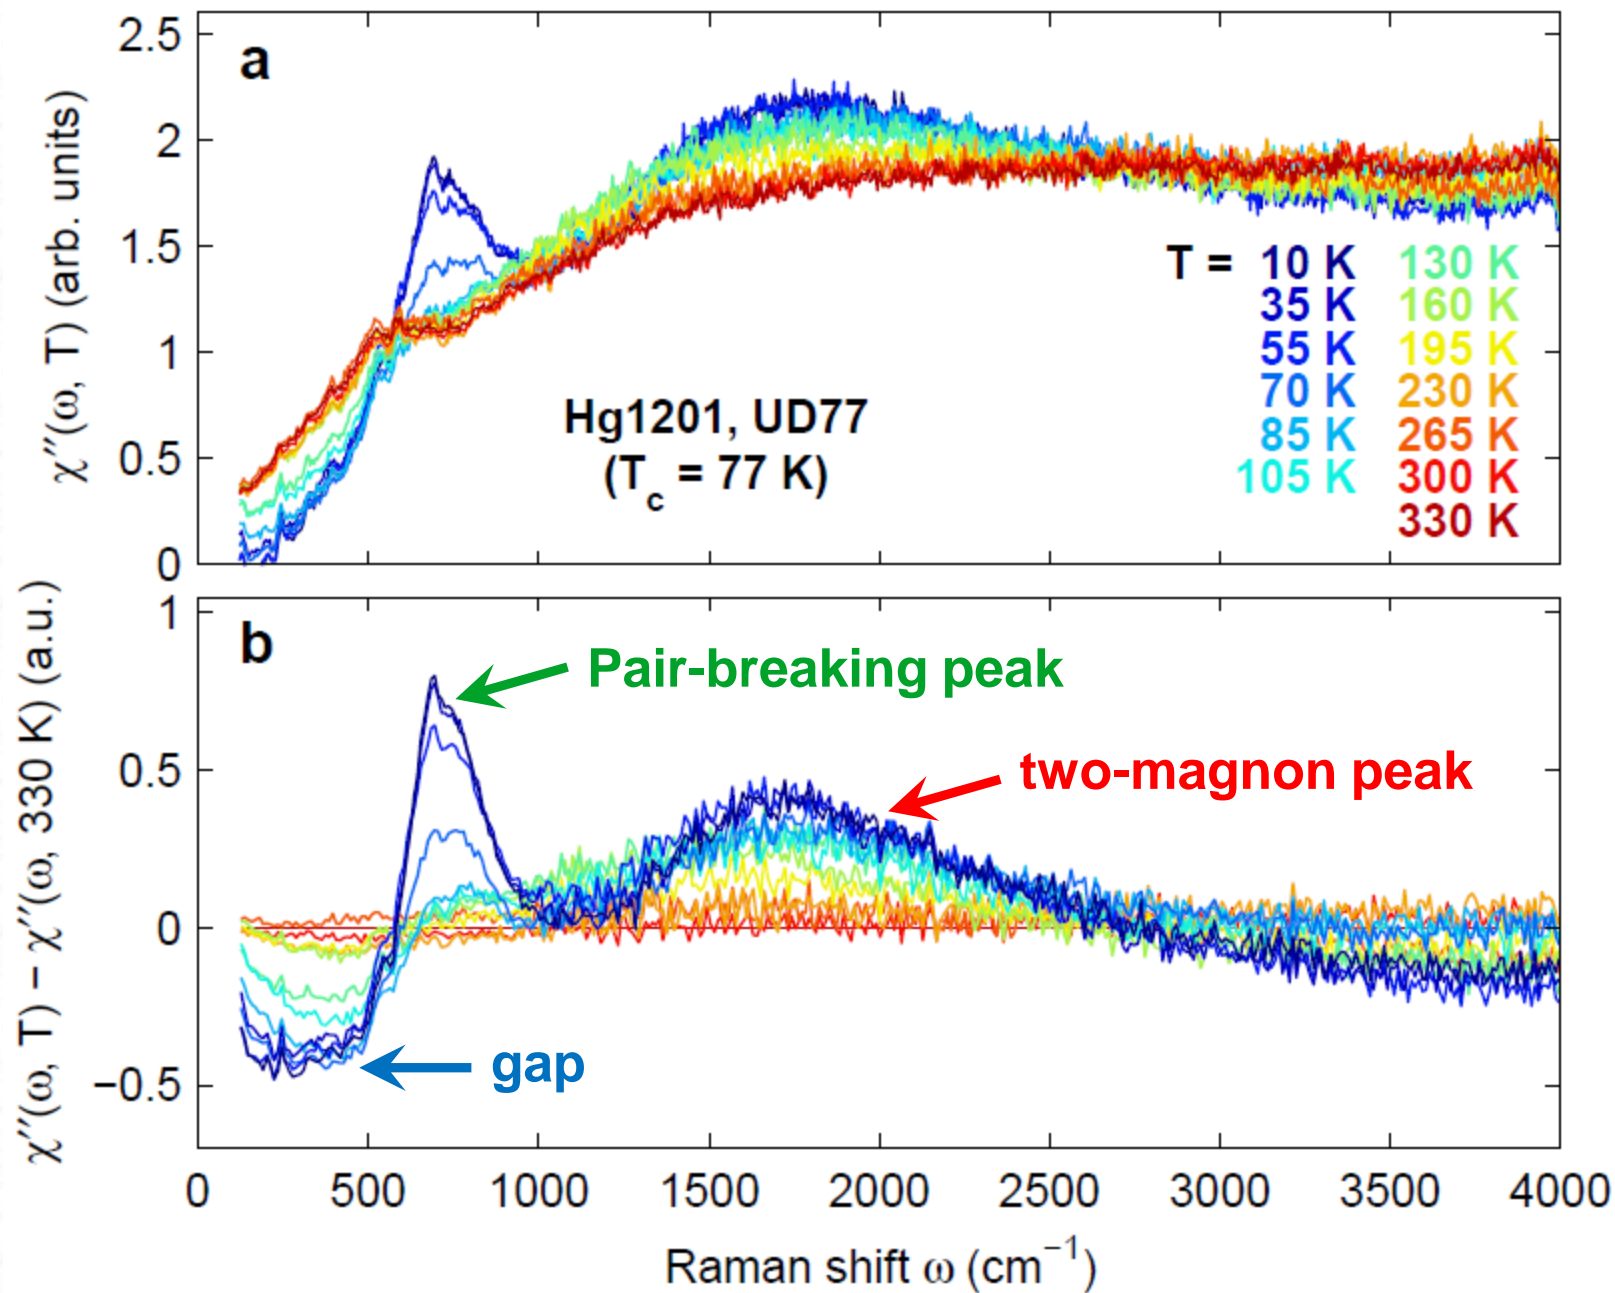 χ″(ω, T) (arb. units)
2.5
2
1.5
1
0.5
0
a
Hg1201, UD77
(Tc = 77 K)
T = 10 K 130 K
35 K 160 K
55 K 195 K
70 K 230 K
85 K 265 K
105 K 300 K
330 K
χ″(ω, T) − χ″(ω, 330 K) (a.u.)
1
0.5
0
−0.5
b
Pair-breaking peak
two-magnon peak
gap
0 500 1000 1500 2000 2500 3000 3500 4000
Raman shift ω (cm−1)